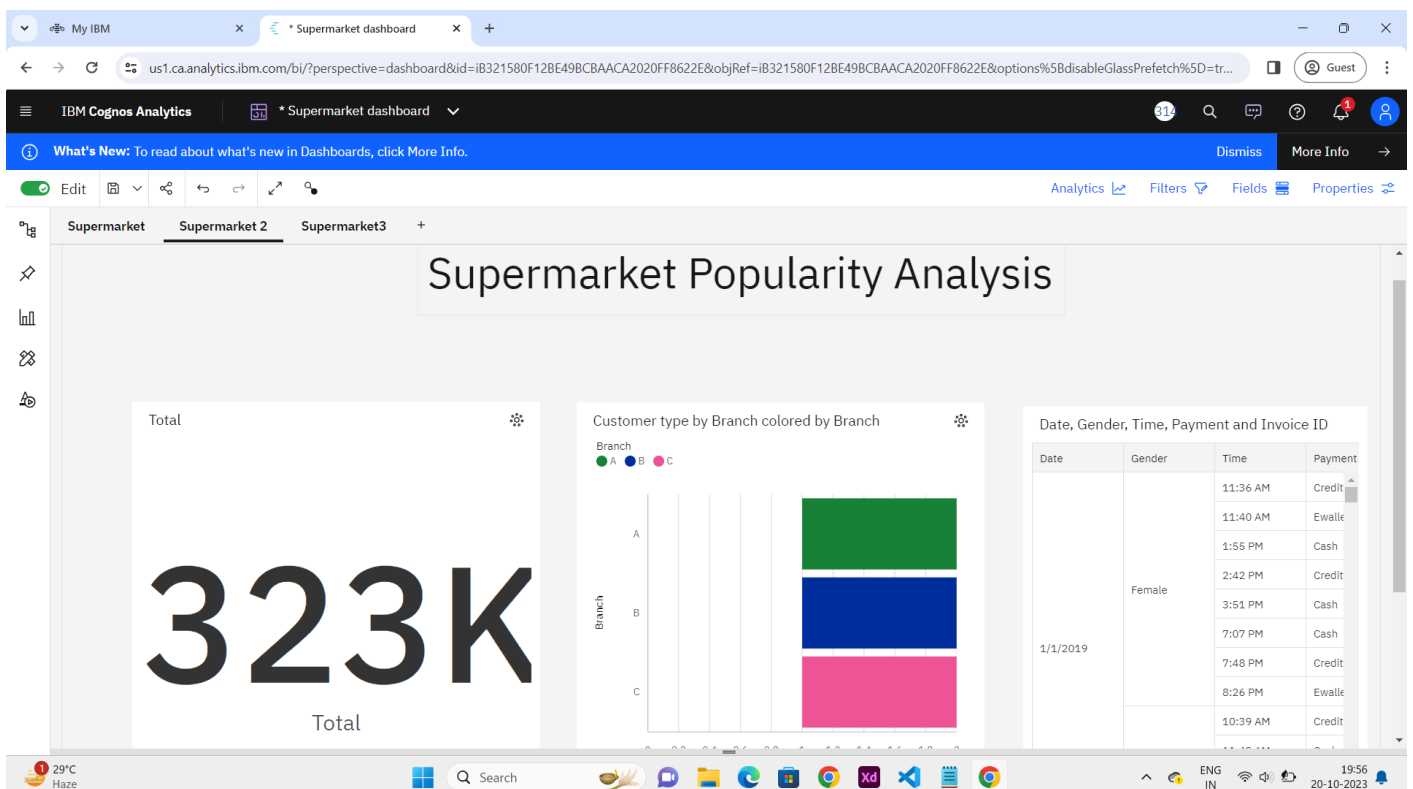 My IBM
* Supermarket dashboard
us1.ca.analytics.ibm.com/bi/?perspective=dashboard&id=iB321580F12BE49BCBAACA2020FF8622E&objRef=iB321580F12BE49BCBAACA2020FF8622E&options%5BdisableGlassPrefetch%5D=tr...
Guest
IBM Cognos Analytics
* Supermarket dashboard
314
1
What's New: To read about what's new in Dashboards, click More Info.
Dismiss
More Info
Edit
Analytics
Filters
Fields
Properties
Supermarket
Supermarket 2
Supermarket3
+
Supermarket Popularity Analysis
Total
323K
Total
Customer type by Branch colored by Branch
Branch
A B C
Branch
A
B
C
Date, Gender, Time, Payment and Invoice ID
Date Gender Time Payment
1/1/2019
Female
11:36 AM Credit
11:40 AM Ewalle
1:55 PM Cash
2:42 PM Credit
3:51 PM Cash
7:07 PM Cash
7:48 PM Credit
8:26 PM Ewalle
10:39 AM Credit
1
29°C
Haze
Search
Xd
ENG
IN
19:56
20-10-2023